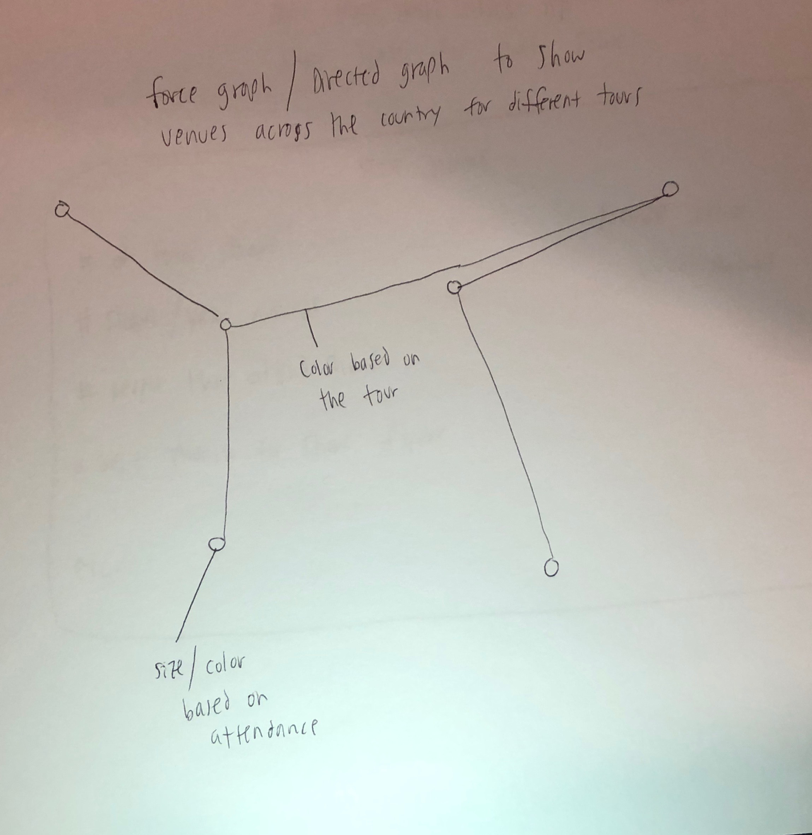 force graph / Directed graph to show
venues across the country for different tours
Color based on
the tour
size/color
based on
attendance